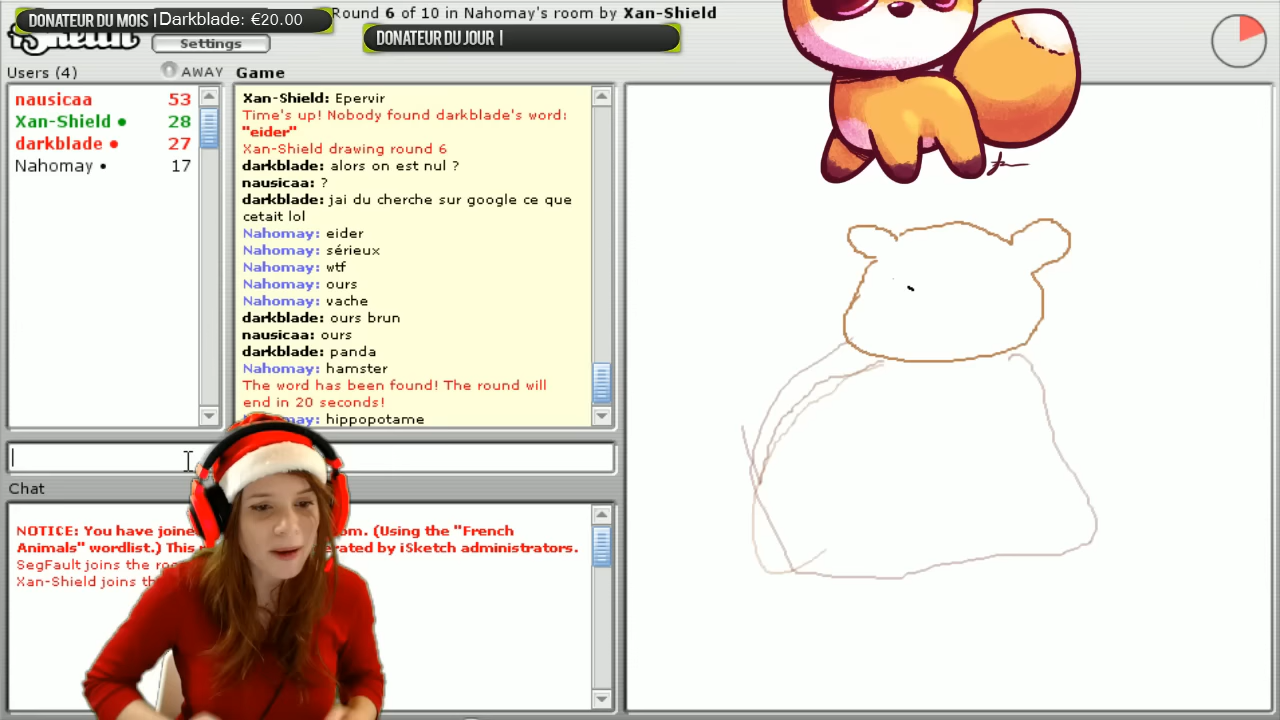 DONATEUR DU MOIS | Darkblade: €20.00
Round 6 of 10 in Nahomay's room by Xan-Shield
iSketch
Settings
DONATEUR DU JOUR |
Users (4)
AWAY
nausicaa 53
Xan-Shield 28
darkblade 27
Nahomay 17
Game
Xan-Shield: Epervir
Time's up! Nobody found darkblade's word:
"eider"
Xan-Shield drawing round 6
darkblade: alors on est nul ?
nausicaa: ?
darkblade: jai du cherche sur google ce que
cetait lol
Nahomay: eider
Nahomay: sérieux
Nahomay: wtf
Nahomay: ours
Nahomay: vache
darkblade: ours brun
nausicaa: ours
darkblade: panda
Nahomay: hamster
The word has been found! The round will
end in 20 seconds!
may: hippopotame
Chat
NOTICE: You have joine om. (Using the "French
Animals" wordlist.) This erated by iSketch administrators.
SegFault joins the ro
Xan-Shield joins th